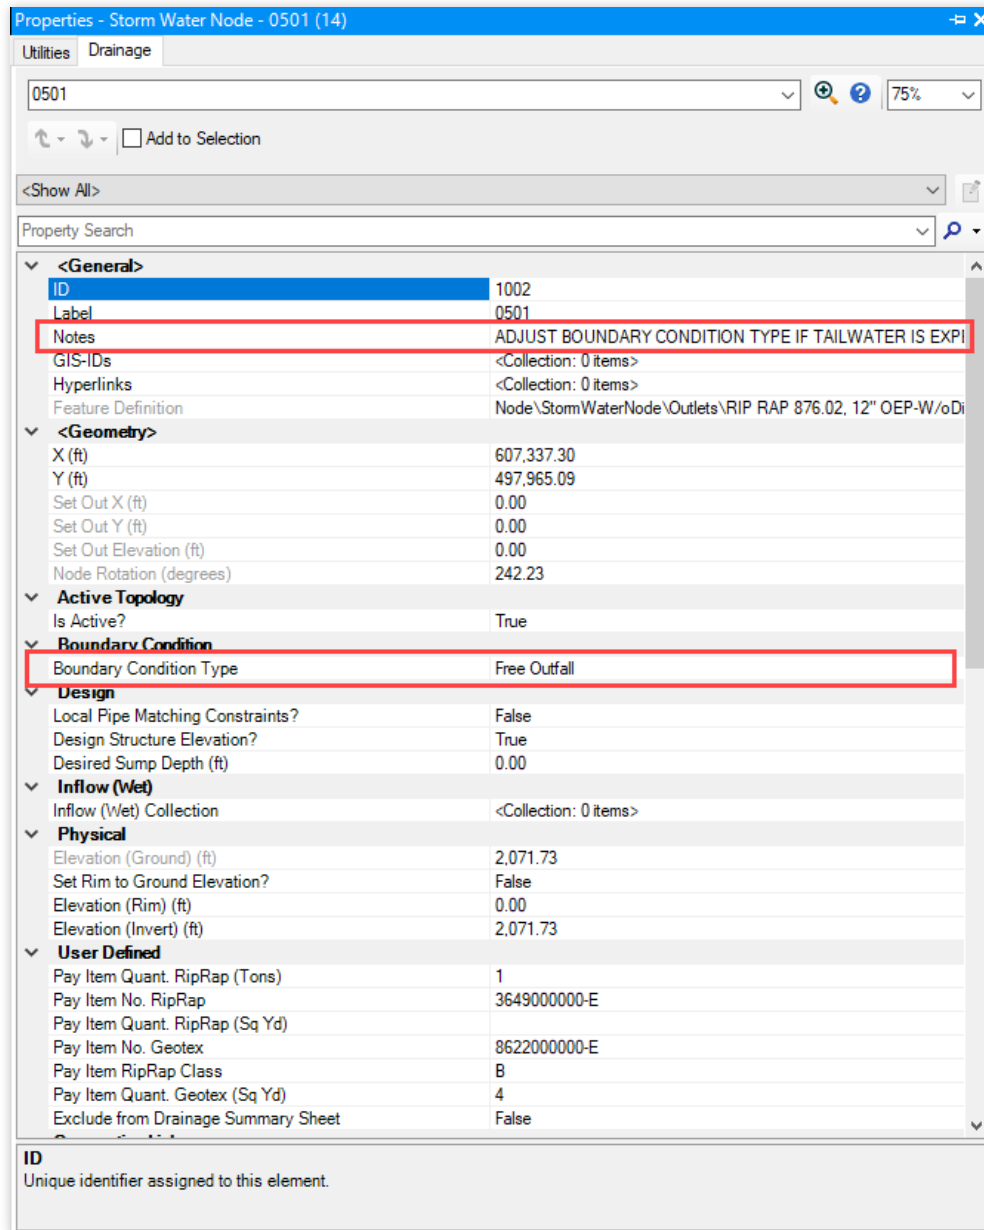 Properties - Storm Water Node - 0501 (14)
Utilities Drainage
0501 75%
Add to Selection
<Show All>
Property Search
<General>
ID 1002
Label 0501
Notes ADJUST BOUNDARY CONDITION TYPE IF TAILWATER IS
GIS-IDs <Collection: 0 items>
Hyperlinks <Collection: 0 items>
Feature Definition Node\StormWaterNode\Outlets\RIP RAP 876.02, 12" OEP-W/oDi
<Geometry>
X (ft) 607,337.30
Y (ft) 497,965.09
Set Out X (ft) 0.00
Set Out Y (ft) 0.00
Set Out Elevation (ft) 0.00
Node Rotation (degrees) 242.23
Active Topology
Is Active? True
Boundary Condition
Boundary Condition Type Free Outfall
Design
Local Pipe Matching Constraints? False
Design Structure Elevation? True
Desired Sump Depth (ft) 0.00
Inflow (Wet)
Inflow (Wet) Collection <Collection: 0 items>
Physical
Elevation (Ground) (ft) 2,071.73
Set Rim to Ground Elevation? False
Elevation (Rim) (ft) 0.00
Elevation (Invert) (ft) 2,071.73
User Defined
Pay Item Quant. RipRap (Tons) 1
Pay Item No. RipRap 3649000000-E
Pay Item Quant. RipRap (Sq Yd)
Pay Item No. Geotex 8622000000-E
Pay Item RipRap Class B
Pay Item Quant. Geotex (Sq Yd) 4
Exclude from Drainage Summary Sheet False
ID
Unique identifier assigned to this element.